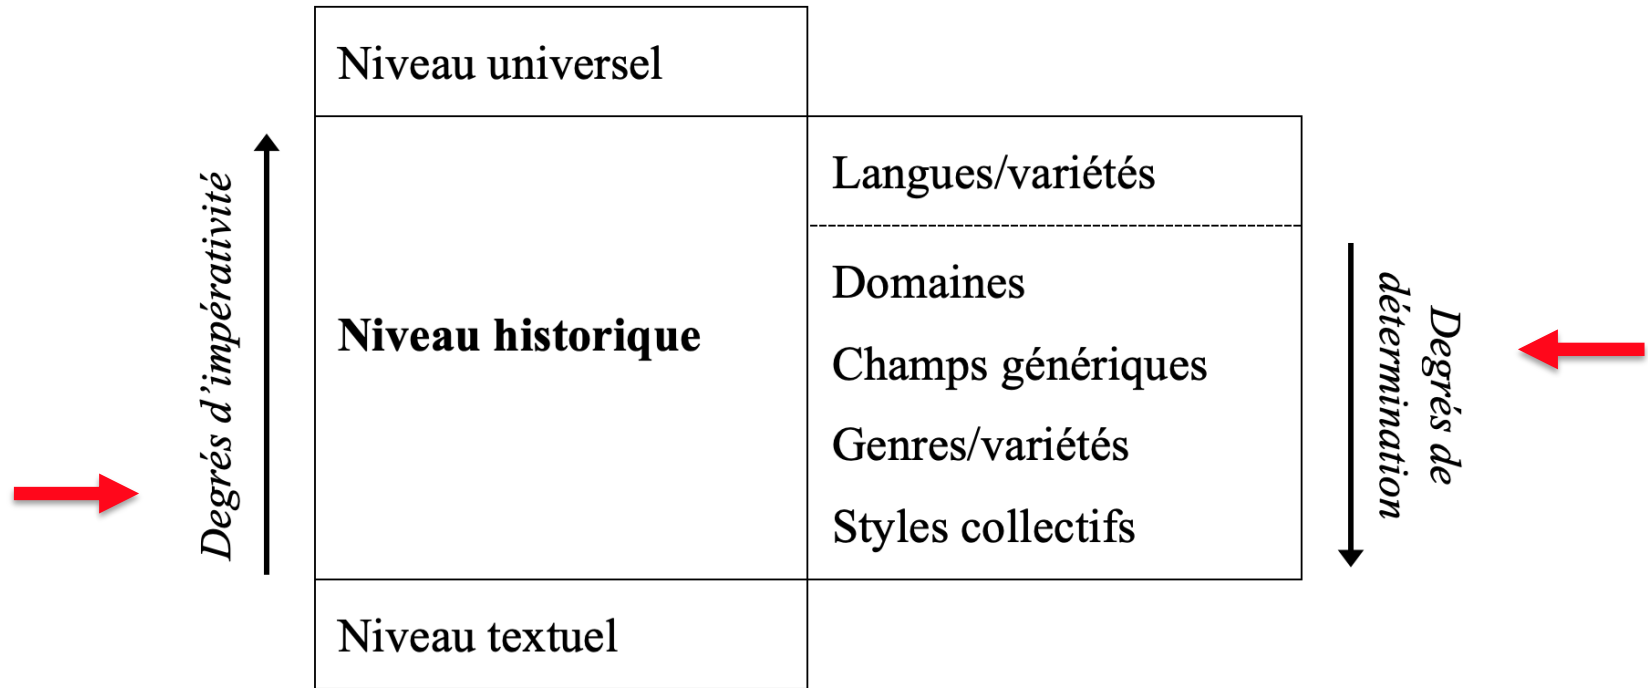 Niveau universel
Degrés d'impérativité
Niveau historique
Langues/variétés
Domaines
Champs génériques
Genres/variétés
Styles collectifs
Degrés de
détermination
Niveau textuel